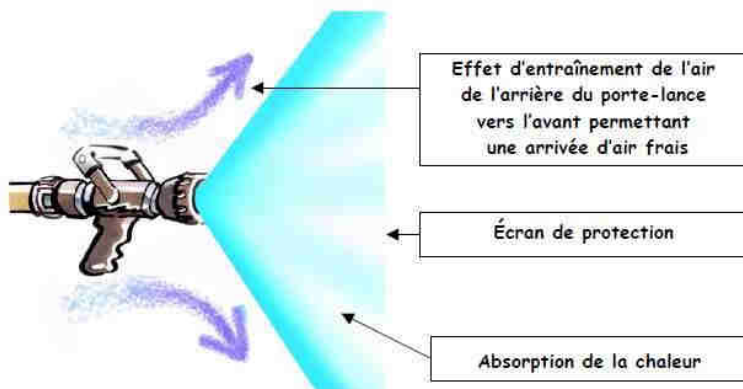 Effet d'entraînement de l'air
de l'arrière du porte-lance
vers l'avant permettant
une arrivée d'air frais
Écran de protection
Absorption de la chaleur